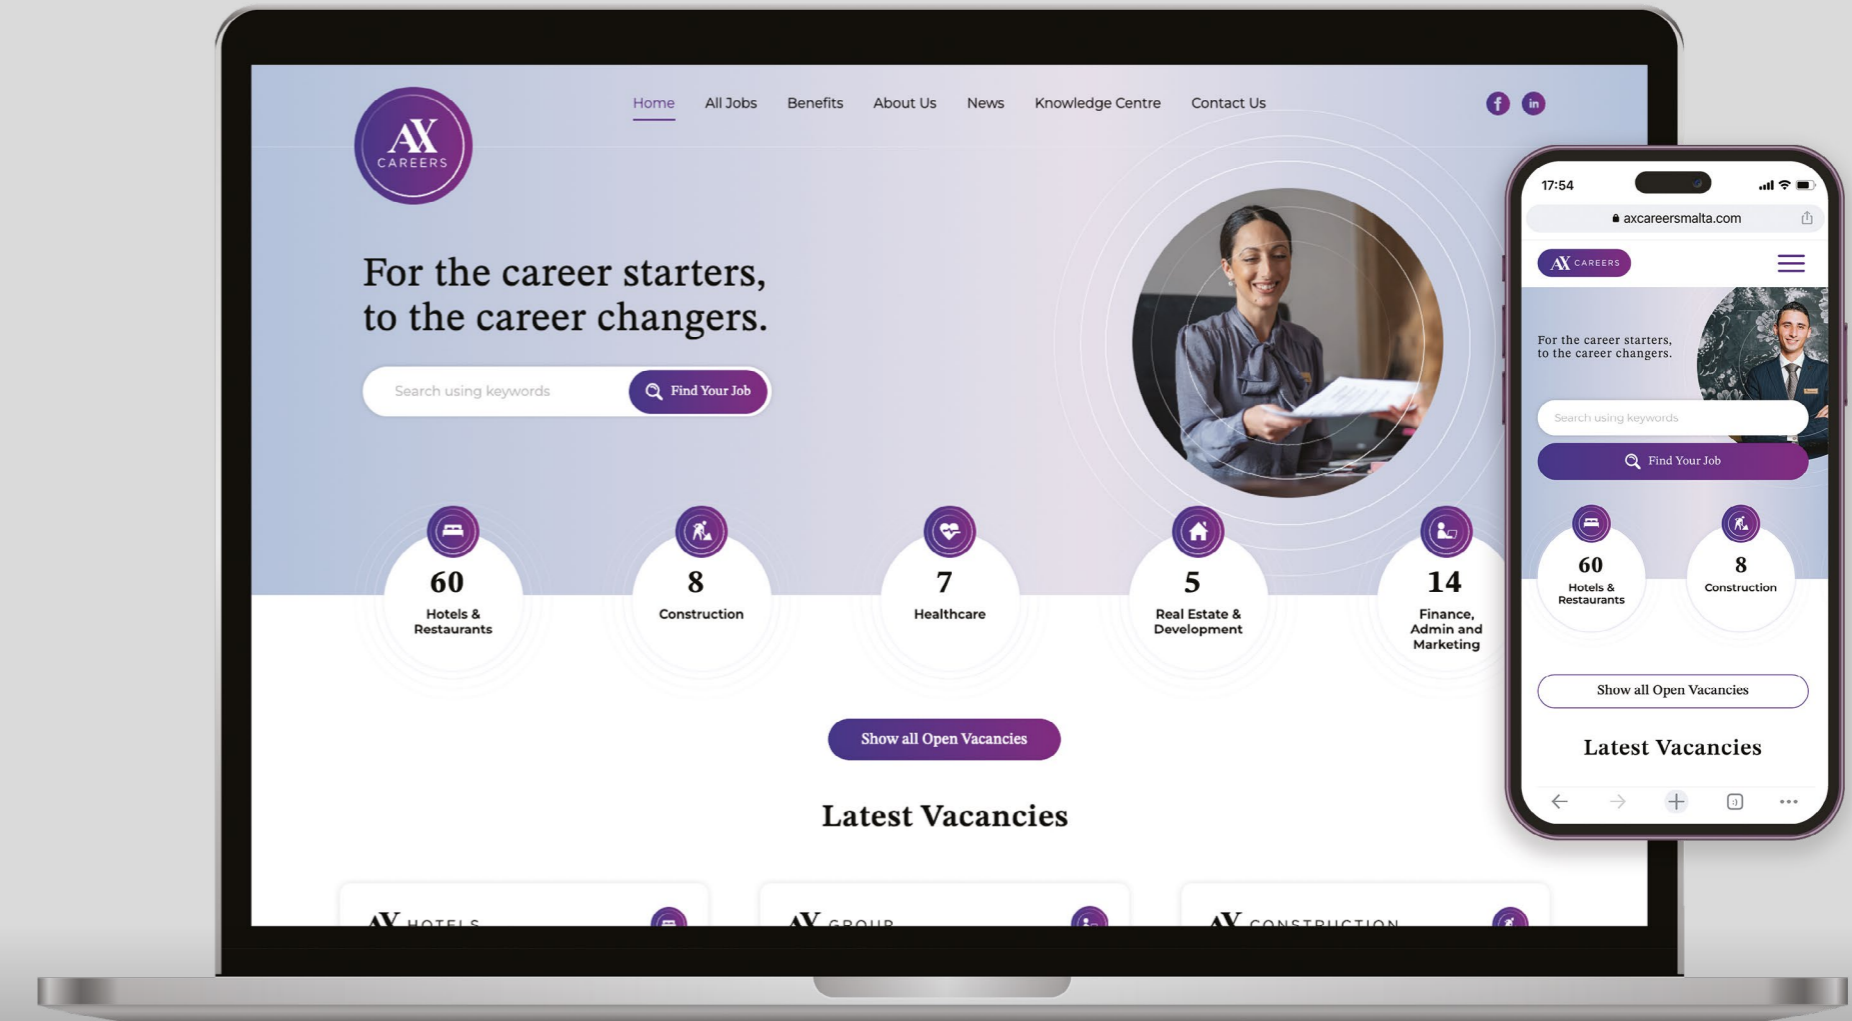 AX
CAREERS
Home All Jobs Benefits About Us News Knowledge Centre Contact Us
f in
For the career starters,
to the career changers.
Search using keywords
Find Your Job
60
Hotels &
Restaurants
8
Construction
7
Healthcare
5
Real Estate &
Development
14
Finance,
Admin and
Marketing
Show all Open Vacancies
Latest Vacancies
AX HOTELS
AX GROUP
AX CONSTRUCTION
17:54
axcareersmalta.com
AX CAREERS
For the career starters,
to the career changers.
Search using keywords
Find Your Job
60
Hotels &
Restaurants
8
Construction
Show all Open Vacancies
Latest Vacancies
:)